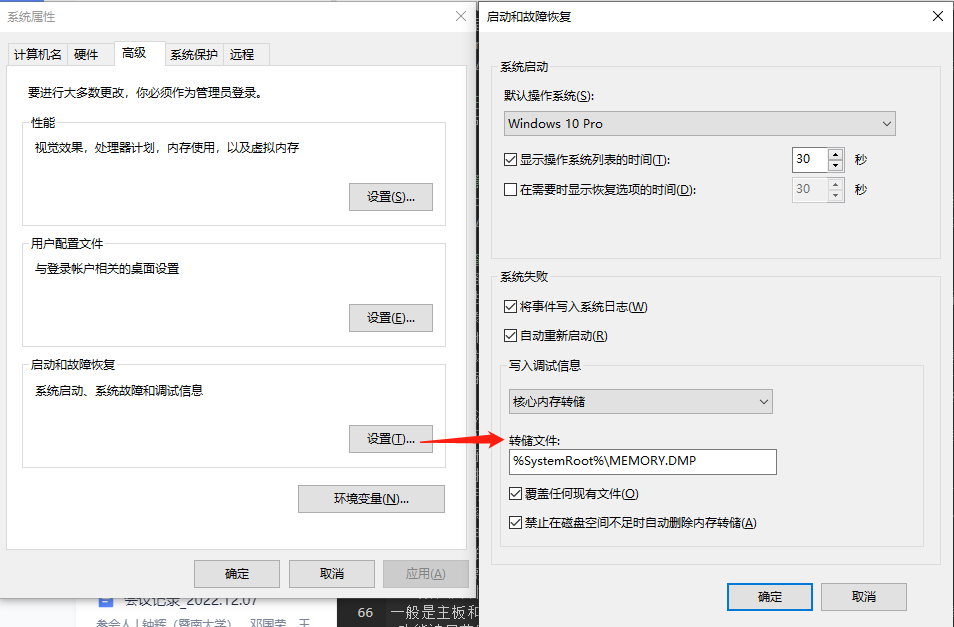 系统属性
计算机名
硬件
高级
系统保护
远程
要进行大多数更改，你必须作为管理员登录。
性能
视觉效果，处理器计划，内存使用，以及虚拟内存
设置(S)...
用户配置文件
与登录帐户相关的桌面设置
设置(E)...
启动和故障恢复
系统启动、系统故障和调试信息
设置(T)...
环境变量(N)...
确定
取消
应用(A)
会议记录_2022.12.07
启动和故障恢复
系统启动
默认操作系统(S):
Windows 10 Pro
显示操作系统列表的时间(T):
30
秒
在需要时显示恢复选项的时间(D):
30
秒
系统失败
将事件写入系统日志(W)
自动重新启动(R)
写入调试信息
核心内存转储
转储文件:
%SystemRoot%\MEMORY.DMP
覆盖任何现有文件(O)
禁止在磁盘空间不足时自动删除内存转储(A)
确定
取消
66
一般是主板和